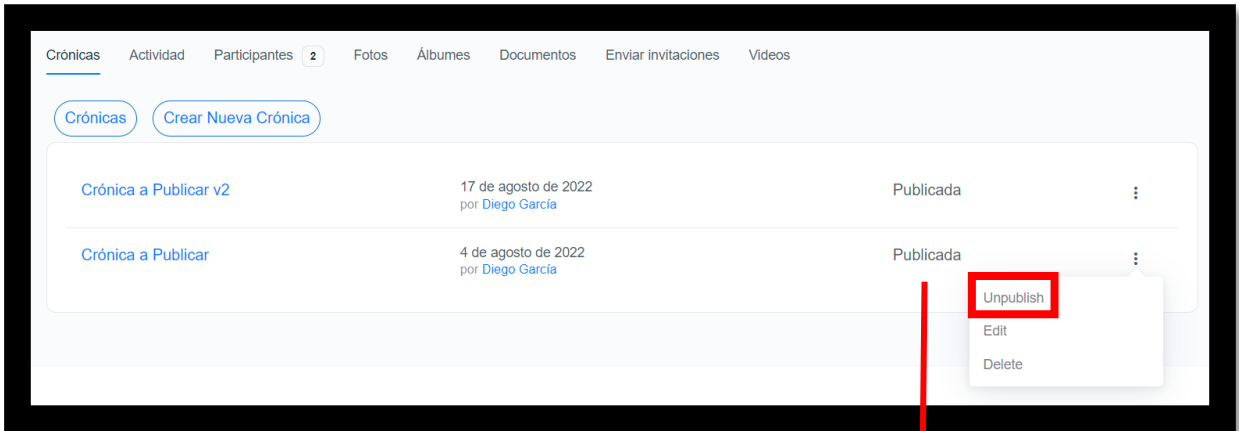 Crónicas Actividad Participantes 2 Fotos Álbumes Documentos Enviar invitaciones Videos
Crónicas Crear Nueva Crónica
Crónica a Publicar v2 17 de agosto de 2022 Publicada
por Diego García
Crónica a Publicar 4 de agosto de 2022 Publicada
por Diego García
Unpublish
Edit
Delete